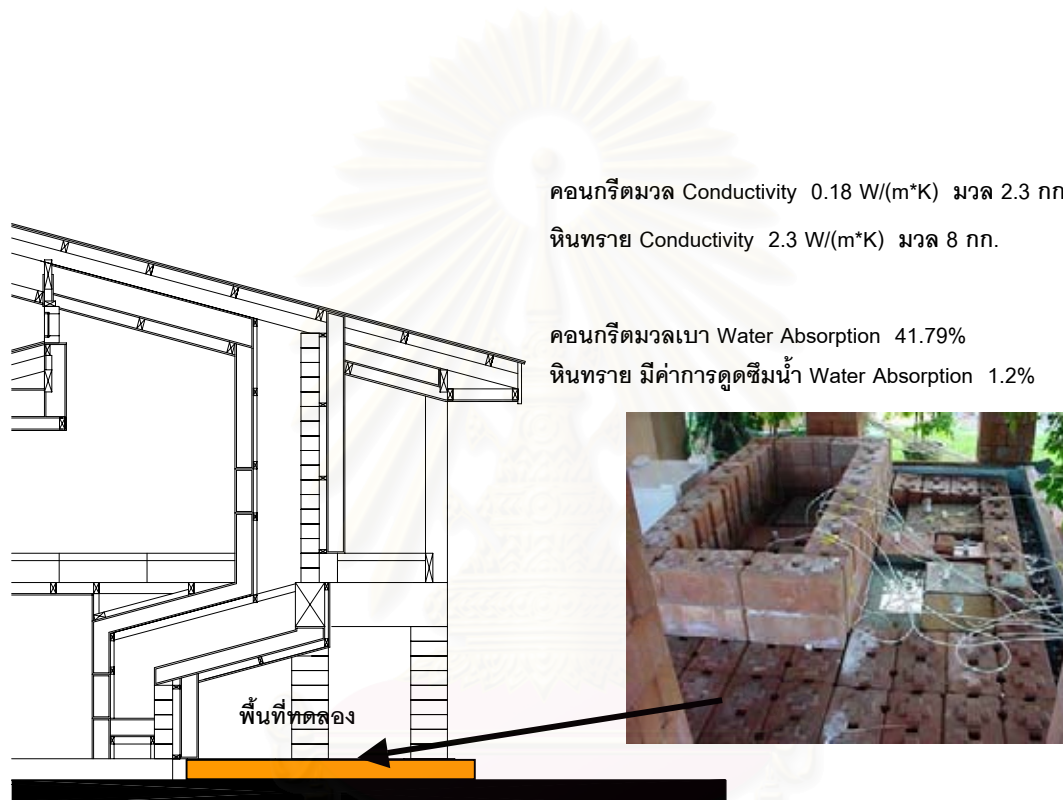 คอนกรีตมวล Conductivity 0.18 W/(m*K) มวล 2.3 กก
หินทราย Conductivity 2.3 W/(m*K) มวล 8 กก.
คอนกรีตมวลเบา Water Absorption 41.79%
หินทราย มีค่าการดูดซึมน้ำ Water Absorption 1.2%
พื้นที่ทดลอง